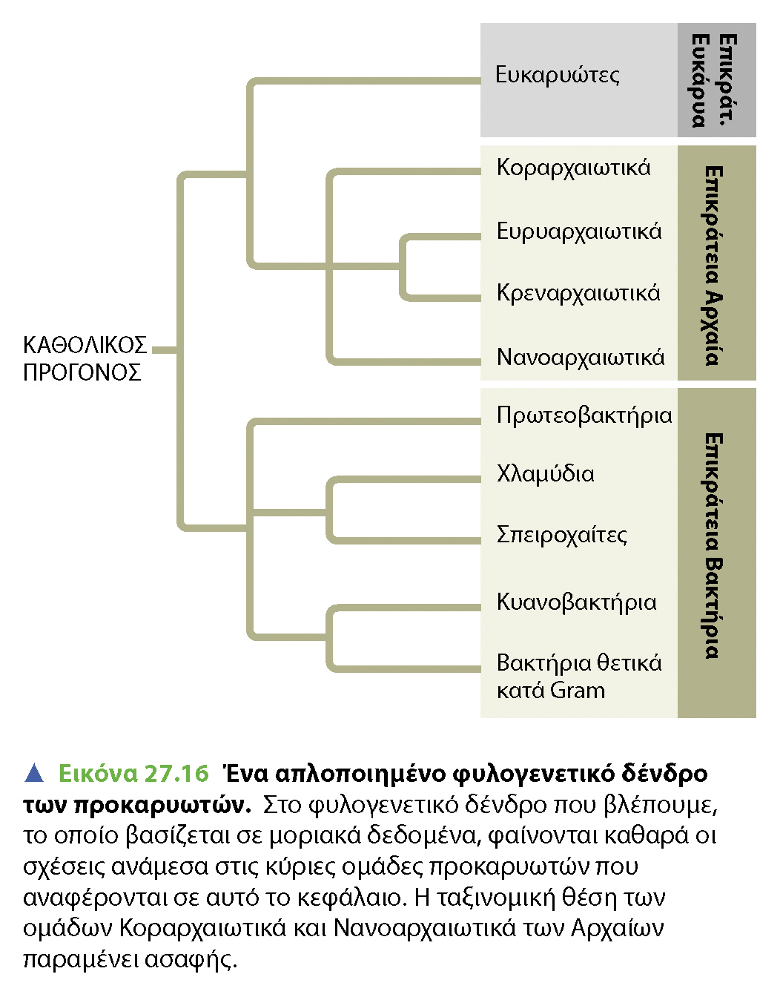 Ευκαρυώτες
Επικράτ.
Ευκάρυα
Κοραρχαιωτικά
Ευρυαρχαιωτικά
Κρεναρχαιωτικά
Νανοαρχαιωτικά
Επικράτεια Αρχαία
ΚΑΘΟΛΙΚΟΣ
ΠΡΟΓΟΝΟΣ
Πρωτεοβακτήρια
Χλαμύδια
Σπειροχαίτες
Κυανοβακτήρια
Βακτήρια θετικά
κατά Gram
Επικράτεια Βακτήρια
▲ Εικόνα 27.16 Ένα απλοποιημένο φυλογενετικό δένδρο
των προκαρυωτών. Στο φυλογενετικό δένδρο που βλέπουμε,
το οποίο βασίζεται σε μοριακά δεδομένα, φαίνονται καθαρά οι
σχέσεις ανάμεσα στις κύριες ομάδες προκαρυωτών που
αναφέρονται σε αυτό το κεφάλαιο. Η ταξινομική θέση των
ομάδων Κοραρχαιωτικά και Νανοαρχαιωτικά των Αρχαίων
παραμένει ασαφής.